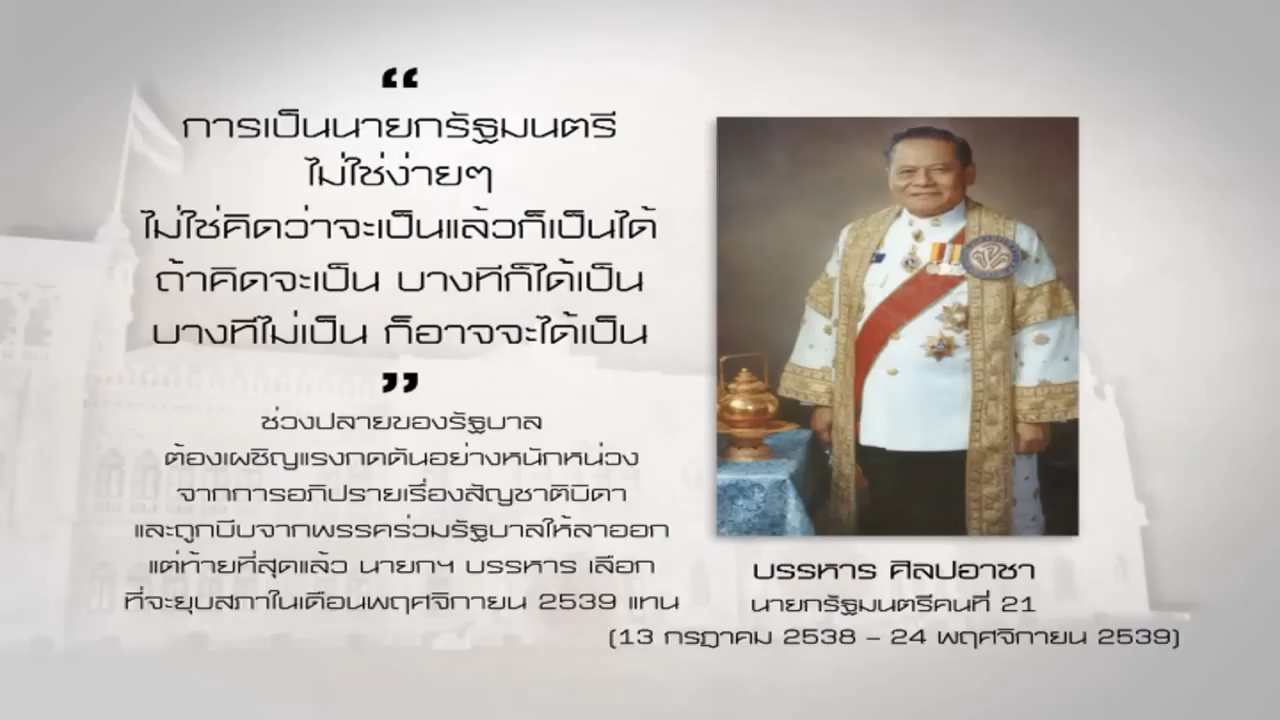 “
การเป็นนายกรัฐมนตรี
ไม่ใช่ง่ายๆ
ไม่ใช่คิดว่าจะเป็นแล้วก็เป็นได้
ถ้าคิดจะเป็น บางทีก็ได้เป็น
บางทีไม่เป็น ก็อาจจะได้เป็น
”
ช่วงปลายของรัฐบาล
ต้องเผชิญแรงกดดันอย่างหนักหน่วง
จากการอภิปรายเรื่องสัญชาติบิดา
และถูกบีบจากพรรคร่วมรัฐบาลให้ลาออก
แต่ท้ายที่สุดแล้ว นายกฯ บรรหาร เลือก
ที่จะยุบสภาในเดือนพฤศจิกายน 2539 แทน
บรรหาร ศิลปอาชา
นายกรัฐมนตรีคนที่ 21
(13 กรกฎาคม 2538 – 24 พฤศจิกายน 2539)